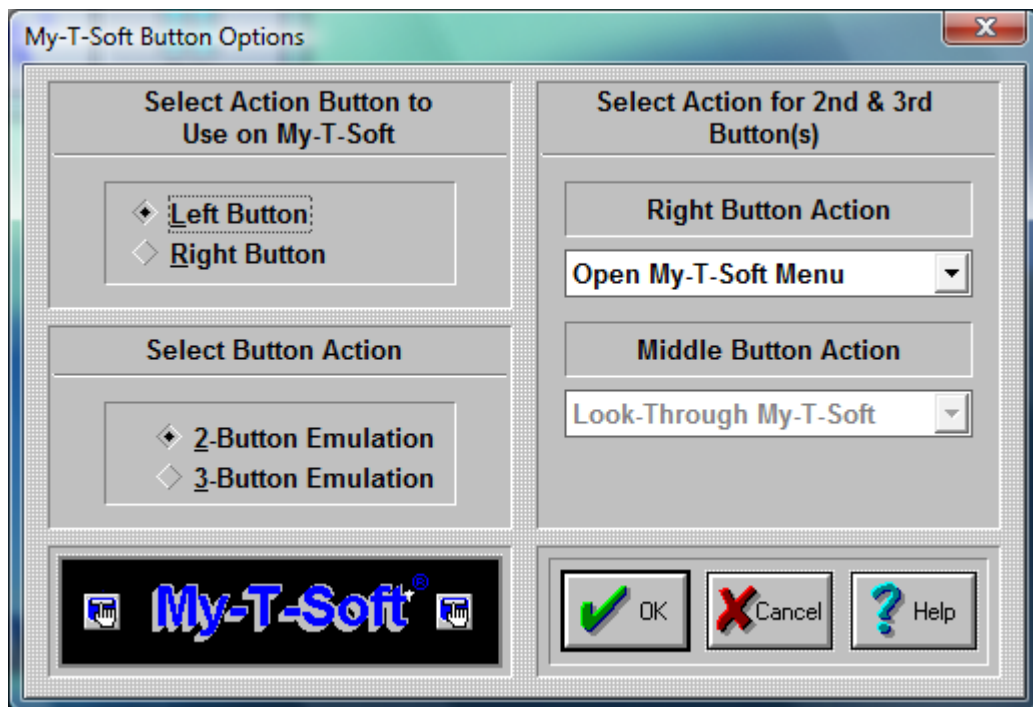 My-T-Soft Button Options
Select Action Button to
Use on My-T-Soft
Left Button
Right Button
Select Button Action
2-Button Emulation
3-Button Emulation
Select Action for 2nd & 3rd
Button(s)
Right Button Action
Open My-T-Soft Menu
Middle Button Action
Look-Through My-T-Soft
My-T-Soft®
OK
Cancel
Help